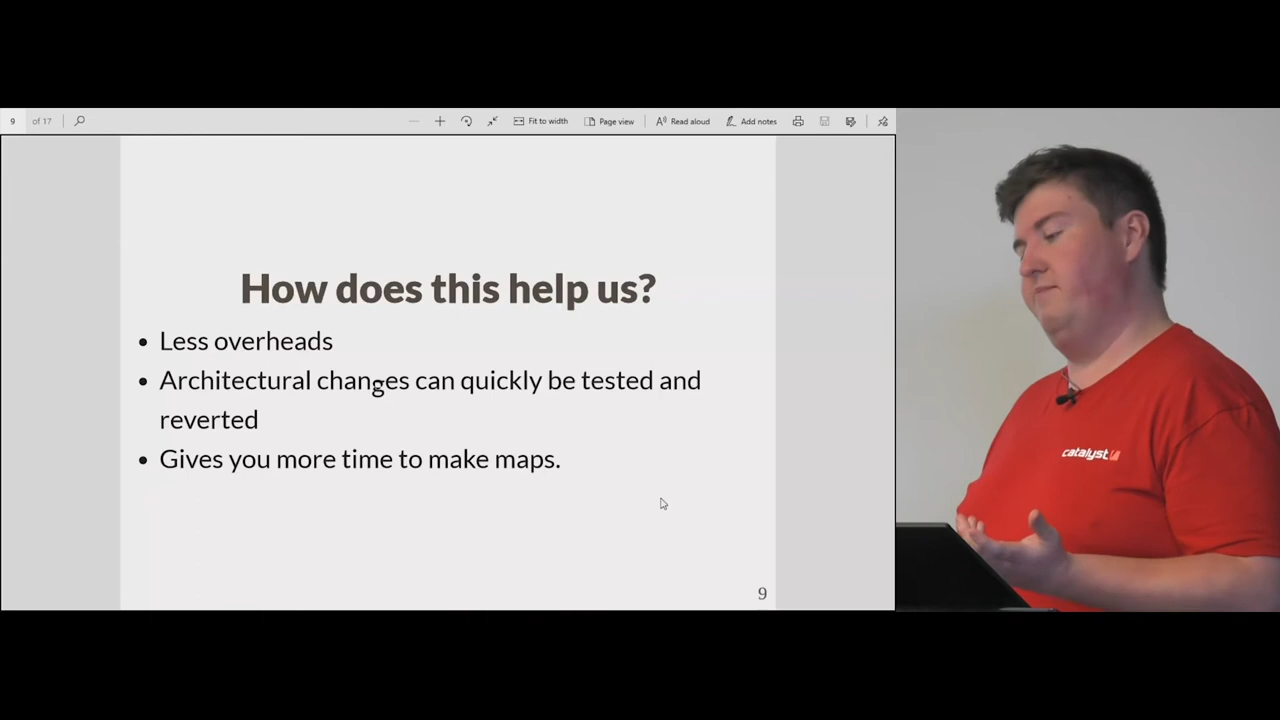 9 of 17
Fit to width
Page view
Read aloud
Add notes
How does this help us?
• Less overheads
• Architectural changes can quickly be tested and
reverted
• Gives you more time to make maps.
9
catalyst